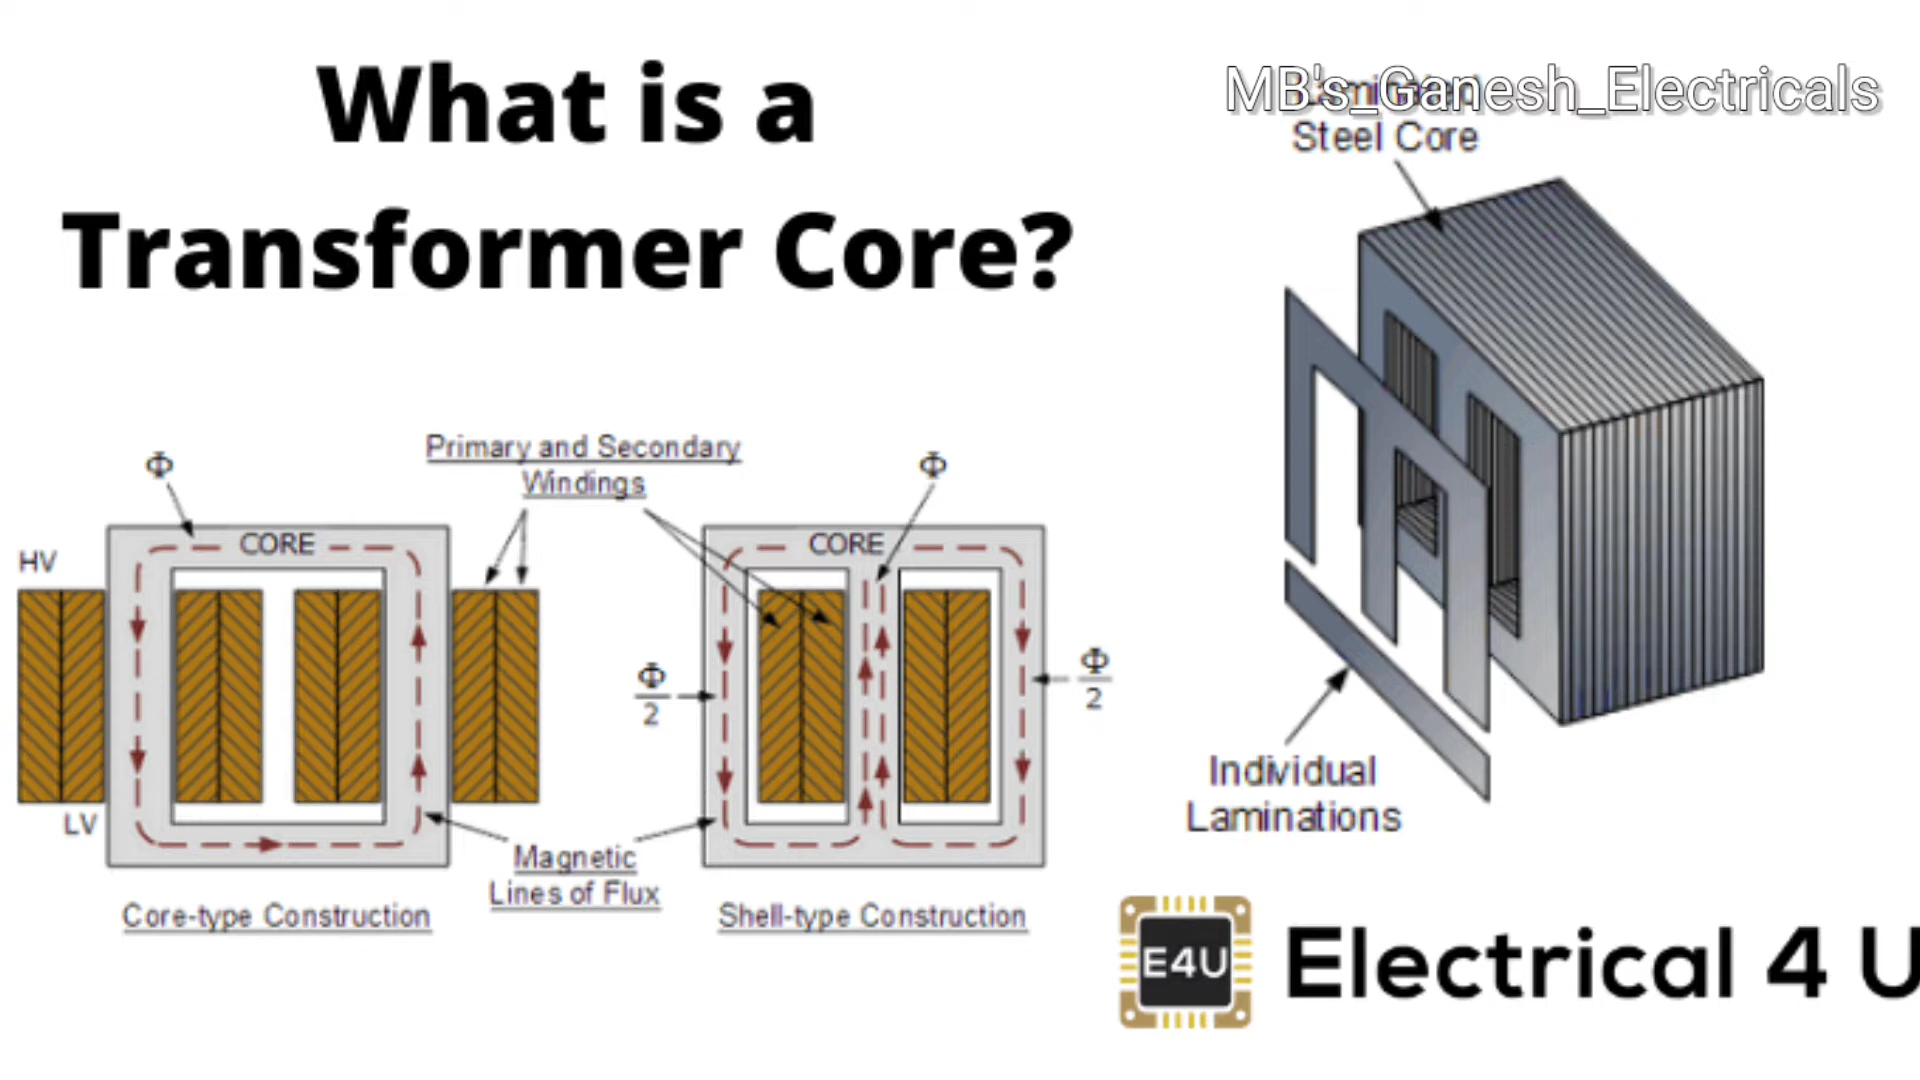 What is a
Transformer Core?
MB's_Ganesh_Electricals
Steel Core
Primary and Secondary
Windings
Φ
Φ
HV
CORE
CORE
Φ
2
Φ
2
LV
Magnetic
Lines of Flux
Core-type Construction
Shell-type Construction
Individual
Laminations
E4U
Electrical 4 U